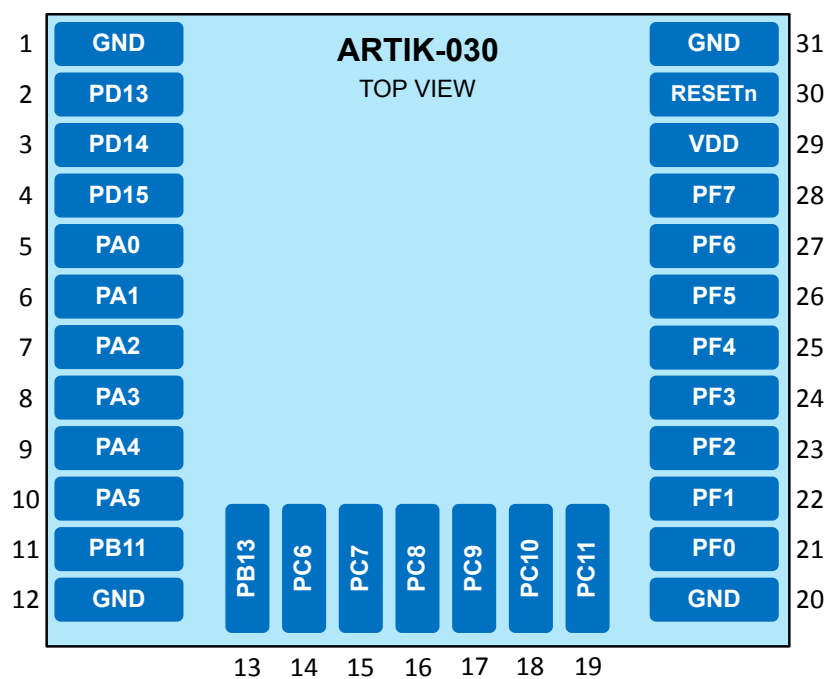 ARTIK-030
TOP VIEW
1 GND
2 PD13
3 PD14
4 PD15
5 PA0
6 PA1
7 PA2
8 PA3
9 PA4
10 PA5
11 PB11
12 GND
PB13 PC6 PC7 PC8 PC9 PC10 PC11
13 14 15 16 17 18 19
GND 31
RESETn 30
VDD 29
PF7 28
PF6 27
PF5 26
PF4 25
PF3 24
PF2 23
PF1 22
PF0 21
GND 20